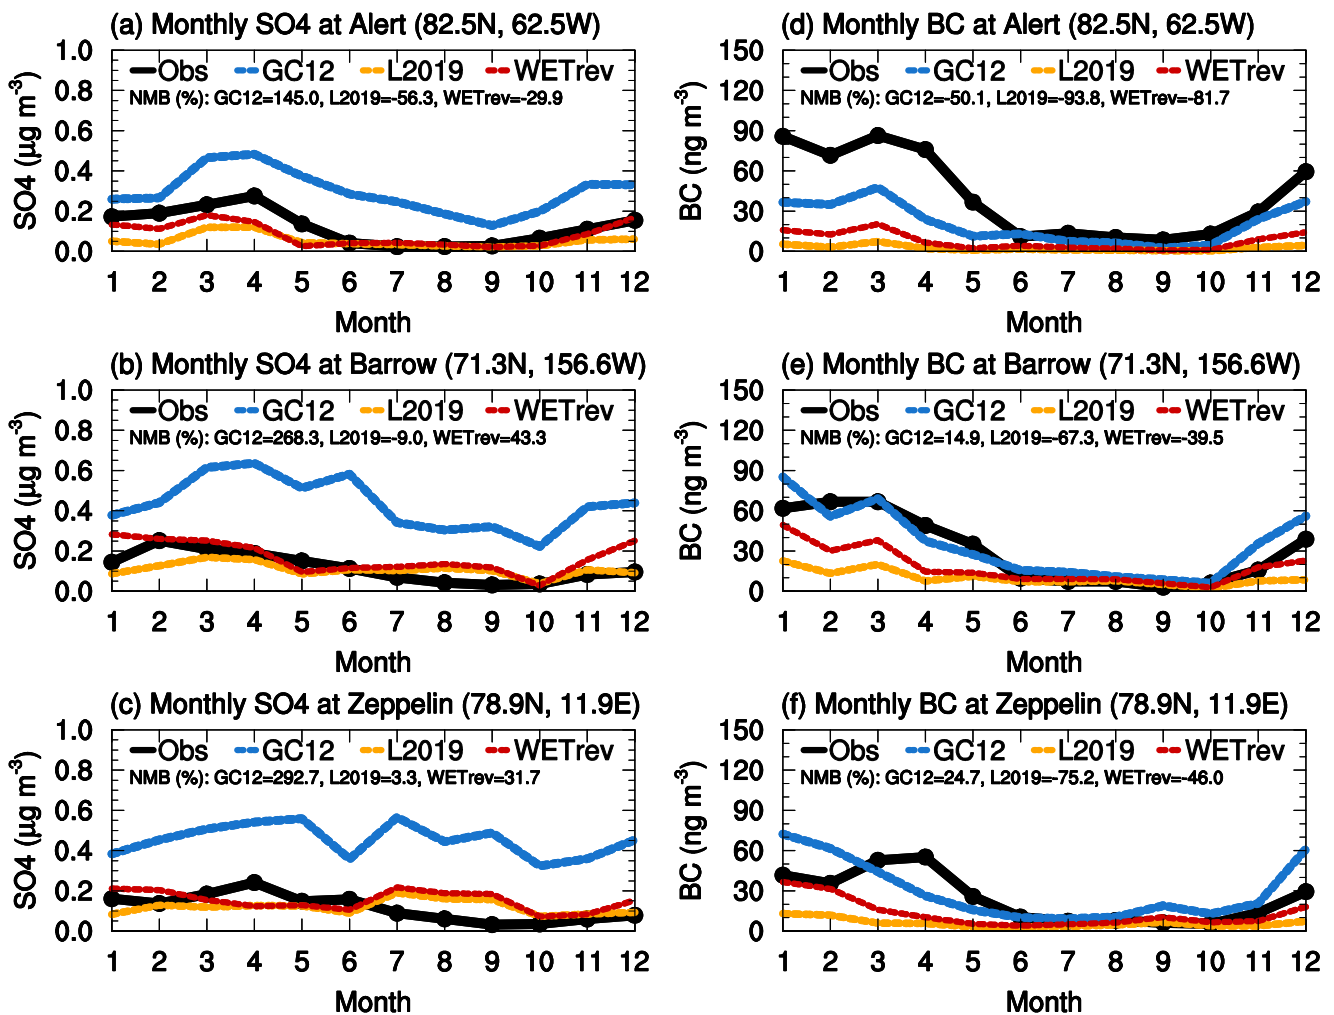 (a) Monthly SO4 at Alert (82.5N, 62.5W)
SO4 (µg m⁻³)
1.0
0.8
0.6
0.4
0.2
0.0
Obs GC12 L2019 WETrev
NMB (%): GC12=145.0, L2019=-56.3, WETrev=-29.9
1 2 3 4 5 6 7 8 9 10 11 12
Month
(d) Monthly BC at Alert (82.5N, 62.5W)
BC (ng m⁻³)
150
120
90
60
30
0
Obs GC12 L2019 WETrev
NMB (%): GC12=-50.1, L2019=-93.8, WETrev=-81.7
1 2 3 4 5 6 7 8 9 10 11 12
Month
(b) Monthly SO4 at Barrow (71.3N, 156.6W)
SO4 (µg m⁻³)
1.0
0.8
0.6
0.4
0.2
0.0
Obs GC12 L2019 WETrev
NMB (%): GC12=268.3, L2019=-9.0, WETrev=43.3
1 2 3 4 5 6 7 8 9 10 11 12
Month
(e) Monthly BC at Barrow (71.3N, 156.6W)
BC (ng m⁻³)
150
120
90
60
30
0
Obs GC12 L2019 WETrev
NMB (%): GC12=14.9, L2019=-67.3, WETrev=-39.5
1 2 3 4 5 6 7 8 9 10 11 12
Month
(c) Monthly SO4 at Zeppelin (78.9N, 11.9E)
SO4 (µg m⁻³)
1.0
0.8
0.6
0.4
0.2
0.0
Obs GC12 L2019 WETrev
NMB (%): GC12=292.7, L2019=3.3, WETrev=31.7
1 2 3 4 5 6 7 8 9 10 11 12
Month
(f) Monthly BC at Zeppelin (78.9N, 11.9E)
BC (ng m⁻³)
150
120
90
60
30
0
Obs GC12 L2019 WETrev
NMB (%): GC12=24.7, L2019=-75.2, WETrev=-46.0
1 2 3 4 5 6 7 8 9 10 11 12
Month